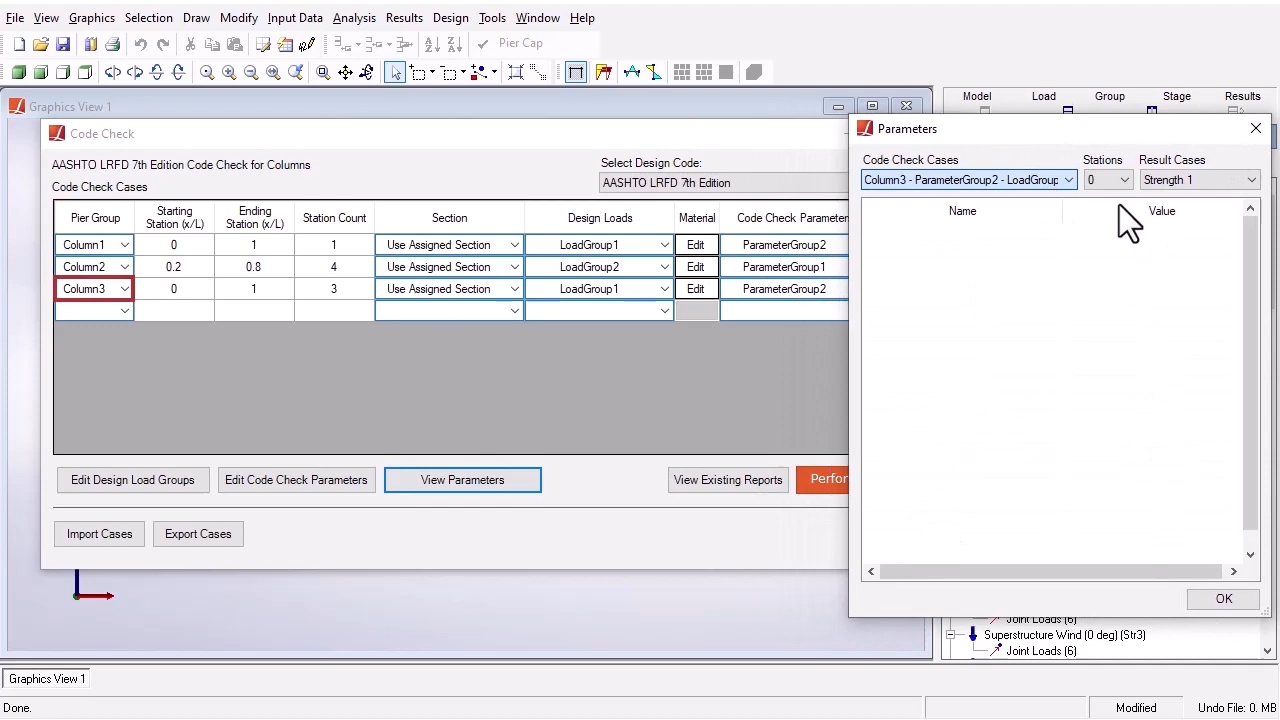 File View Graphics Selection Draw Modify Input Data Analysis Results Design Tools Window Help
Pier Cap
Graphics View 1
Model Load Group Stage Results
Code Check
Parameters
AASHTO LRFD 7th Edition Code Check for Columns
Select Design Code:
Code Check Cases Stations Result Cases
AASHTO LRFD 7th Edition
Column3 - ParameterGroup2 - LoadGroup 0 Strength 1
Code Check Cases
Name Value
Pier Group Starting Station (x/L) Ending Station (x/L) Station Count Section Design Loads Material Code Check Parameter
Column1 0 1 1 Use Assigned Section LoadGroup1 Edit ParameterGroup2
Column2 0.2 0.8 4 Use Assigned Section LoadGroup2 Edit ParameterGroup1
Column3 0 1 3 Use Assigned Section LoadGroup1 Edit ParameterGroup2
Edit Design Load Groups Edit Code Check Parameters View Parameters View Existing Reports Perfor
Import Cases Export Cases
OK
Joint Loads (6)
Superstructure Wind (0 deg) (Str3)
Joint Loads (6)
Graphics View 1
Done. Modified Undo File: 0. MB